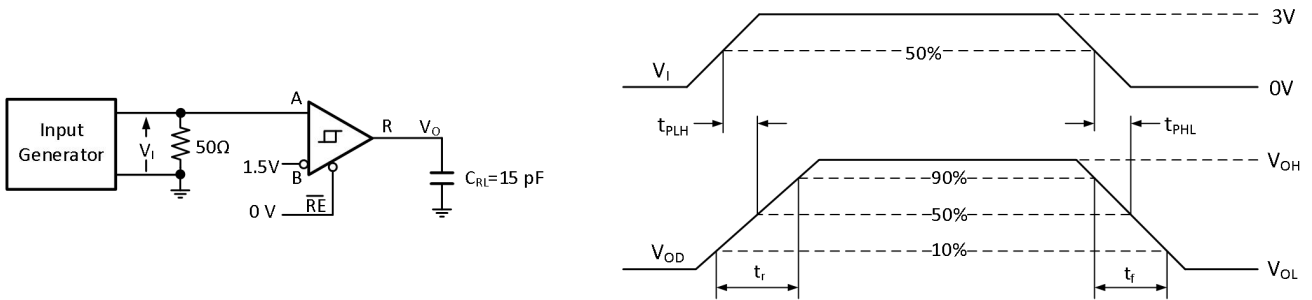 Input
Generator
V_I
50Ω
A
1.5V
B
0 V
RE
R
V_O
C_RL=15 pF
V_I
50%
3V
0V
t_PLH
t_PHL
V_OD
90%
50%
10%
V_OH
V_OL
t_r
t_f